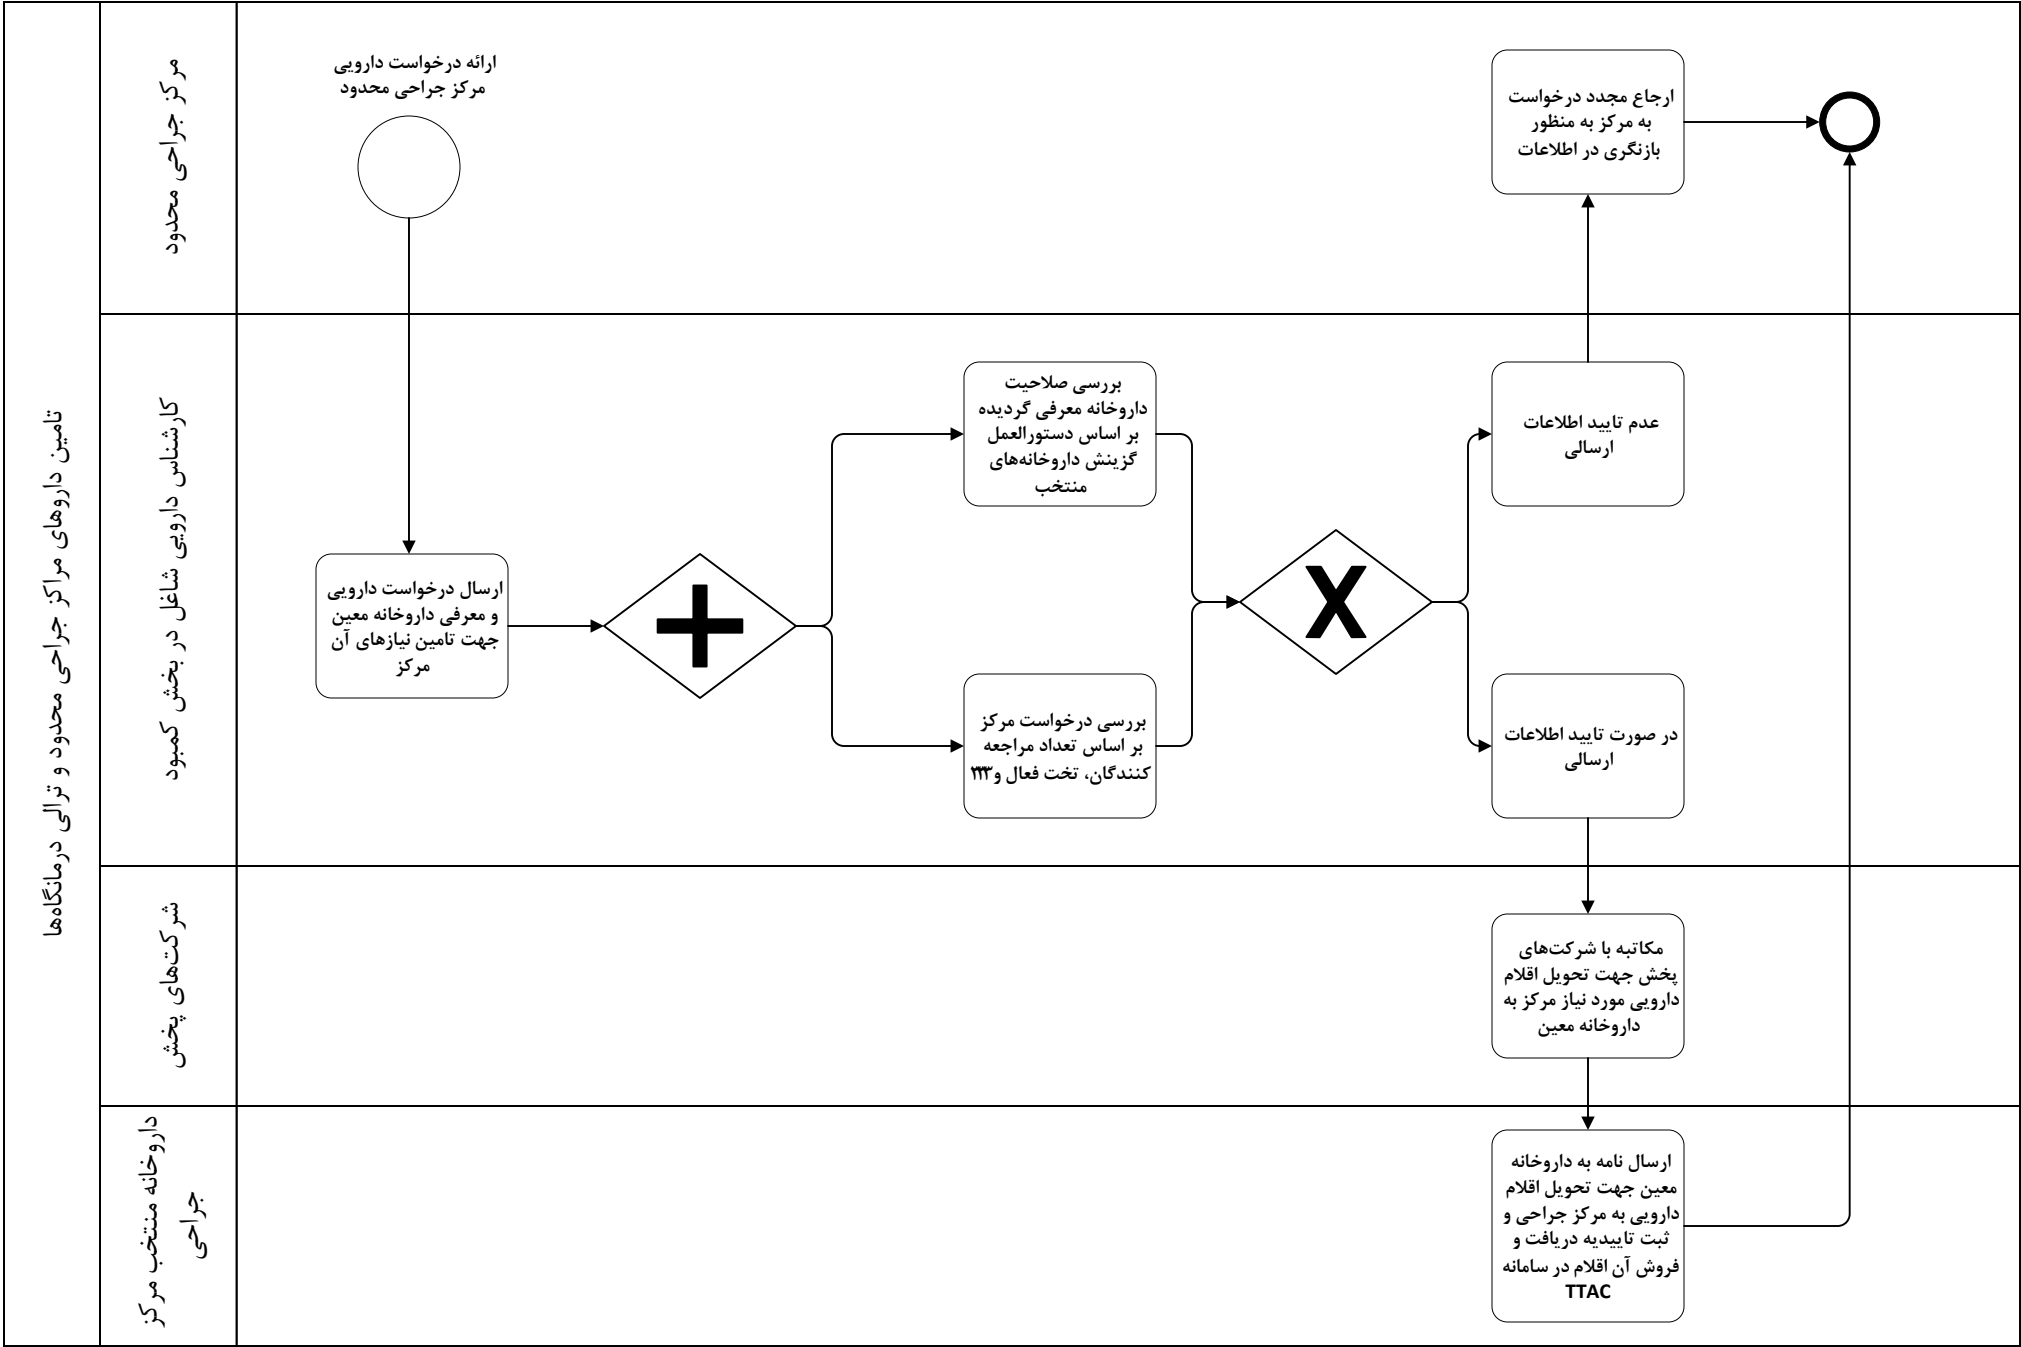 تامین داروهای مراکز جراحی محدود و ترالی درمانگاه‌ها
مرکز جراحی محدود
ارائه درخواست دارویی
مرکز جراحی محدود
ارجاع مجدد درخواست
به مرکز به منظور
بازنگری در اطلاعات
کارشناس دارویی شاغل در بخش کمبود
ارسال درخواست دارویی
و معرفی داروخانه معین
جهت تامین نیازهای آن
مرکز
بررسی صلاحیت
داروخانه معرفی گردیده
بر اساس دستورالعمل
گزینش داروخانه‌های
منتخب
بررسی درخواست مرکز
بر اساس تعداد مراجعه
کنندگان، تخت فعال و
X
عدم تایید اطلاعات
ارسالی
در صورت تایید اطلاعات
ارسالی
شرکت‌های پخش
مکاتبه با شرکت‌های
پخش جهت تحویل اقلام
دارویی مورد نیاز مرکز به
داروخانه معین
داروخانه منتخب مرکز
جراحی
ارسال نامه به داروخانه
معین جهت تحویل اقلام
دارویی به مرکز جراحی و
ثبت تاییدیه دریافت و
فروش آن اقلام در سامانه
TTAC